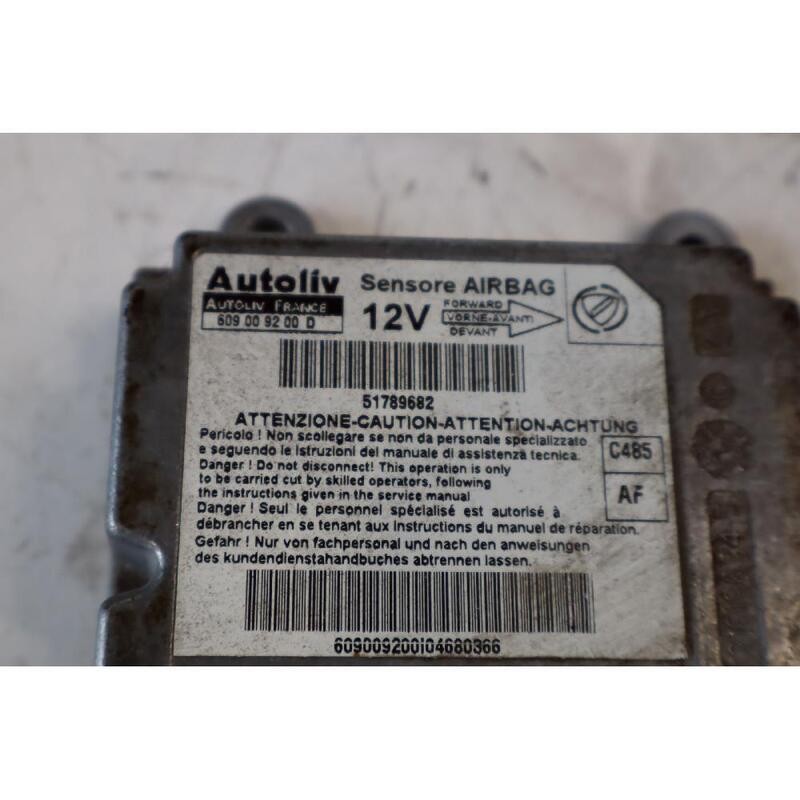 Autoliv Sensore AIRBAG
AUTOLIV FRANCE
609 00 92 00 D
12V
FORWARD
VORNE-AVANTI
DEVANT
51789682
ATTENZIONE-CAUTION-ATTENTION-ACHTUNG
Pericolo ! Non scollegare se non da personale specializzato
e seguendo le istruzioni del manuale di assistenza tecnica.
Danger ! Do not disconnect! This operation is only
to be carried cut by skilled operators, following
the instructions given in the service manual
Danger ! Seul le personnel spécialisé est autorisé à
débrancher en se tenant aux Instructions du manuel de réparation.
Gefahr ! Nur von fachpersonal und nach den anweisungen
des kundendienstahandbuches abtrennen lassen.
C485
AF
609009200I04680366